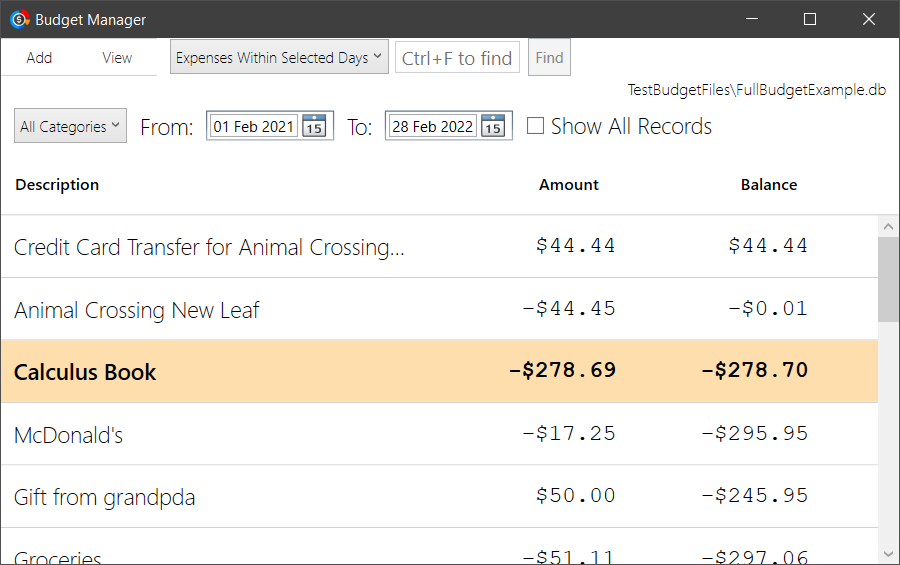 Budget Manager
Add View Expenses Within Selected Days Ctrl+F to find Find
TestBudgetFiles\FullBudgetExample.db
All Categories From: 01 Feb 2021 15 To: 28 Feb 2022 15 Show All Records
Description Amount Balance
Credit Card Transfer for Animal Crossing... $44.44 $44.44
Animal Crossing New Leaf -$44.45 -$0.01
Calculus Book -$278.69 -$278.70
McDonald's -$17.25 -$295.95
Gift from grandpda $50.00 -$245.95
Groceries -$51.11 -$297.06